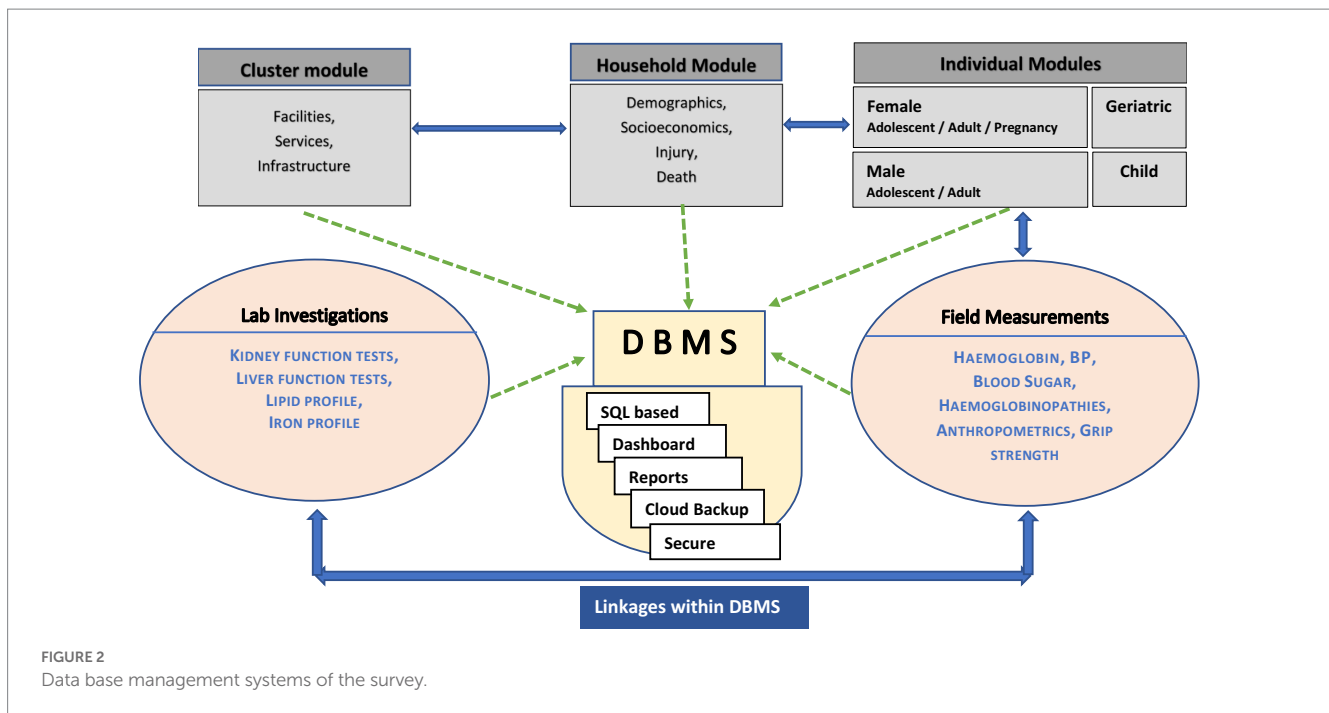 Cluster module
Facilities,
Services,
Infrastructure
Household Module
Demographics,
Socioeconomics,
Injury,
Death
Individual Modules
Female
Adolescent / Adult / Pregnancy
Geriatric
Male
Adolescent / Adult
Child
Lab Investigations
KIDNEY FUNCTION TESTS,
LIVER FUNCTION TESTS,
LIPID PROFILE,
IRON PROFILE
DBMS
SQL based
Dashboard
Reports
Cloud Backup
Secure
Field Measurements
HAEMOGLOBIN, BP,
BLOOD SUGAR,
HAEMOGLOBINOPATHIES,
ANTHROPOMETRICS, GRIP
STRENGTH
Linkages within DBMS
FIGURE 2
Data base management systems of the survey.